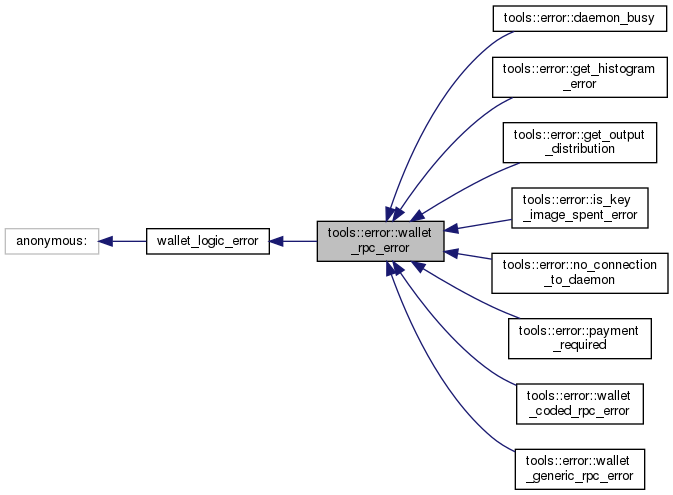 tools::error::daemon_busy
tools::error::get_histogram
_error
tools::error::get_output
_distribution
tools::error::is_key
_image_spent_error
anonymous:
wallet_logic_error
tools::error::wallet
_rpc_error
tools::error::no_connection
_to_daemon
tools::error::payment
_required
tools::error::wallet
_coded_rpc_error
tools::error::wallet
_generic_rpc_error